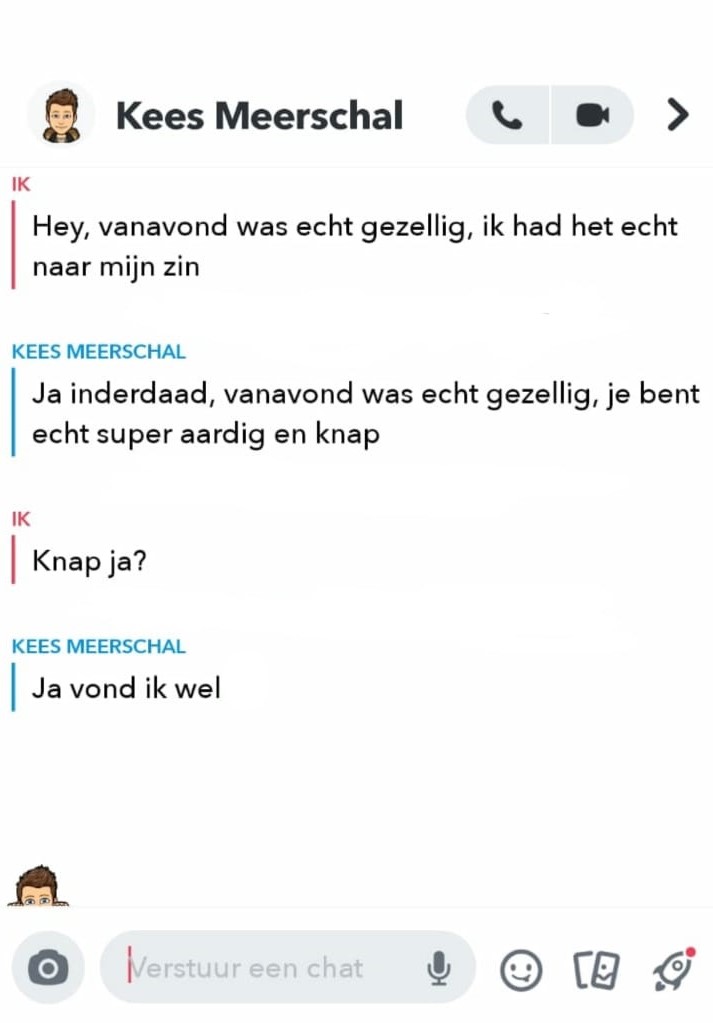 Kees Meerschal
IK
Hey, vanavond was echt gezellig, ik had het echt
naar mijn zin
KEES MEERSCHAL
Ja inderdaad, vanavond was echt gezellig, je bent
echt super aardig en knap
IK
Knap ja?
KEES MEERSCHAL
Ja vond ik wel
Verstuur een chat